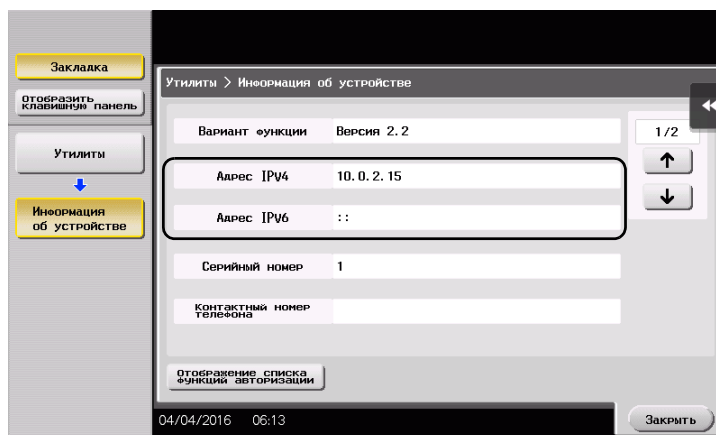 Закладка
Отобразить
клавишную панель
Утилиты
Информация
об устройстве
Утилиты > Информация об устройстве
Вариант функции Версия 2.2
1/2
Адрес IPV4 10.0.2.15
Адрес IPV6 ::
Серийный номер 1
Контактный номер
телефона
Отображение списка
функций авторизации
04/04/2016 06:13
Закрыть